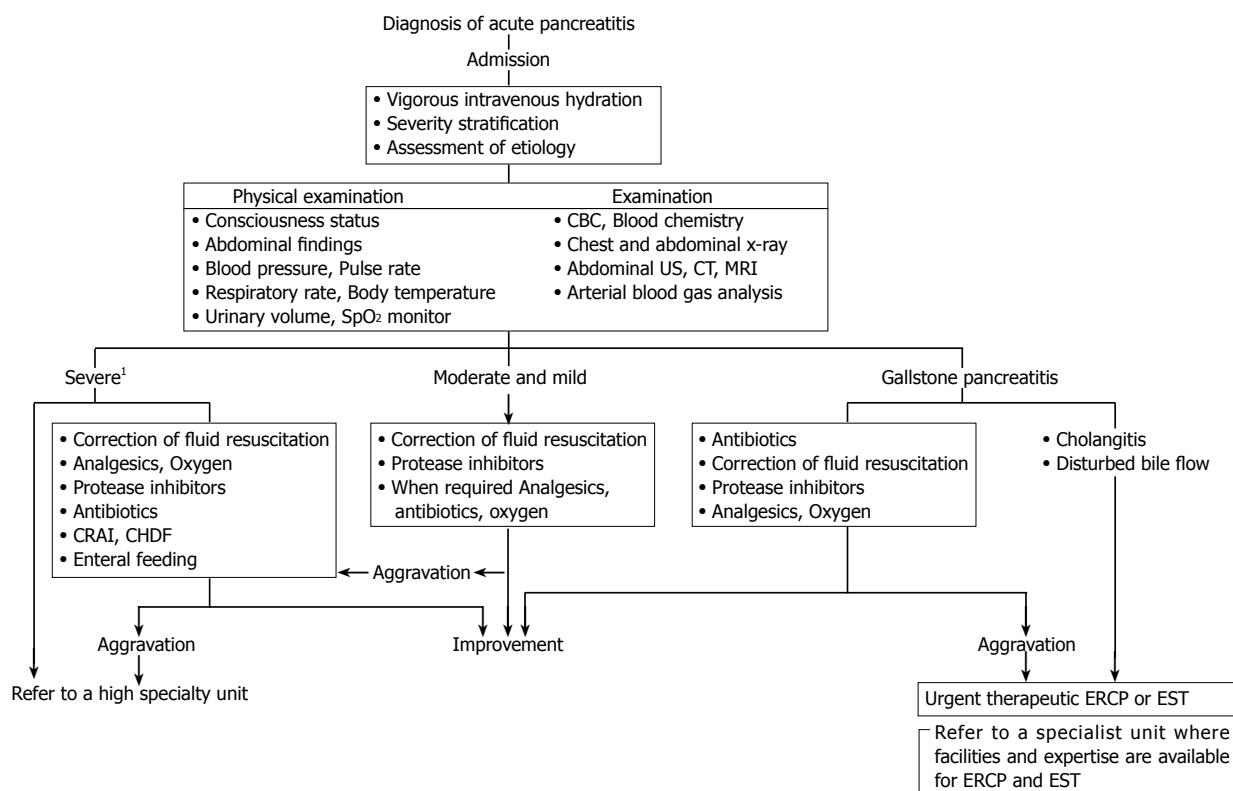 Diagnosis of acute pancreatitis
Admission
• Vigorous intravenous hydration
• Severity stratification
• Assessment of etiology
Physical examination
• Consciousness status
• Abdominal findings
• Blood pressure, Pulse rate
• Respiratory rate, Body temperature
• Urinary volume, SpO₂ monitor
Examination
• CBC, Blood chemistry
• Chest and abdominal x-ray
• Abdominal US, CT, MRI
• Arterial blood gas analysis
Severe¹
Moderate and mild
Gallstone pancreatitis
• Correction of fluid resuscitation
• Analgesics, Oxygen
• Protease inhibitors
• Antibiotics
• CRAI, CHDF
• Enteral feeding
• Correction of fluid resuscitation
• Protease inhibitors
• When required Analgesics,
antibiotics, oxygen
• Antibiotics
• Correction of fluid resuscitation
• Protease inhibitors
• Analgesics, Oxygen
• Cholangitis
• Disturbed bile flow
Aggravation
Aggravation
Improvement
Aggravation
Refer to a high specialty unit
Urgent therapeutic ERCP or EST
Refer to a specialist unit where
facilities and expertise are available
for ERCP and EST